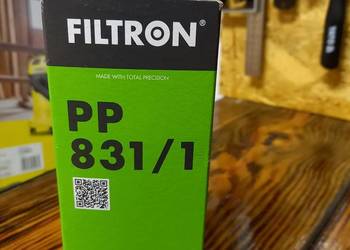 FILTRON®
MADE WITH TOTAL PRECISION
PP
831/1